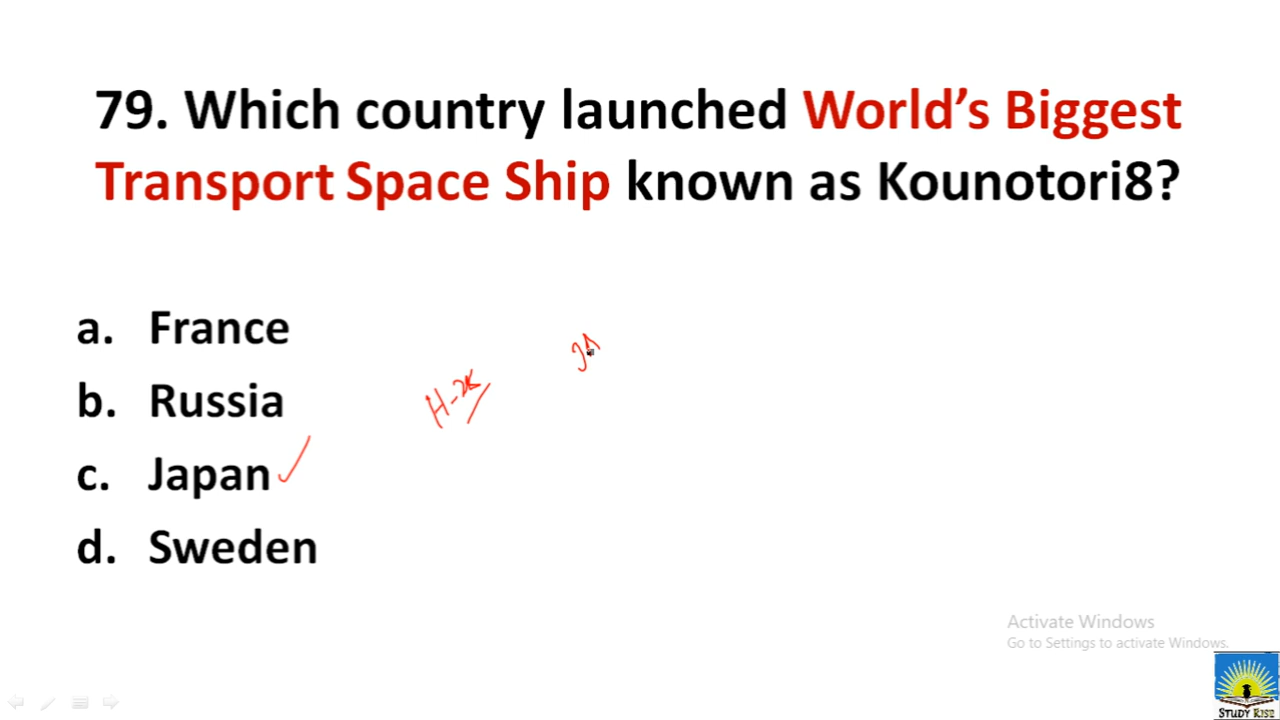 79. Which country launched World's Biggest
Transport Space Ship known as Kounotori8?
a. France
b. Russia
c. Japan
d. Sweden
Activate Windows
Go to Settings to activate Windows.
STUDY RISE